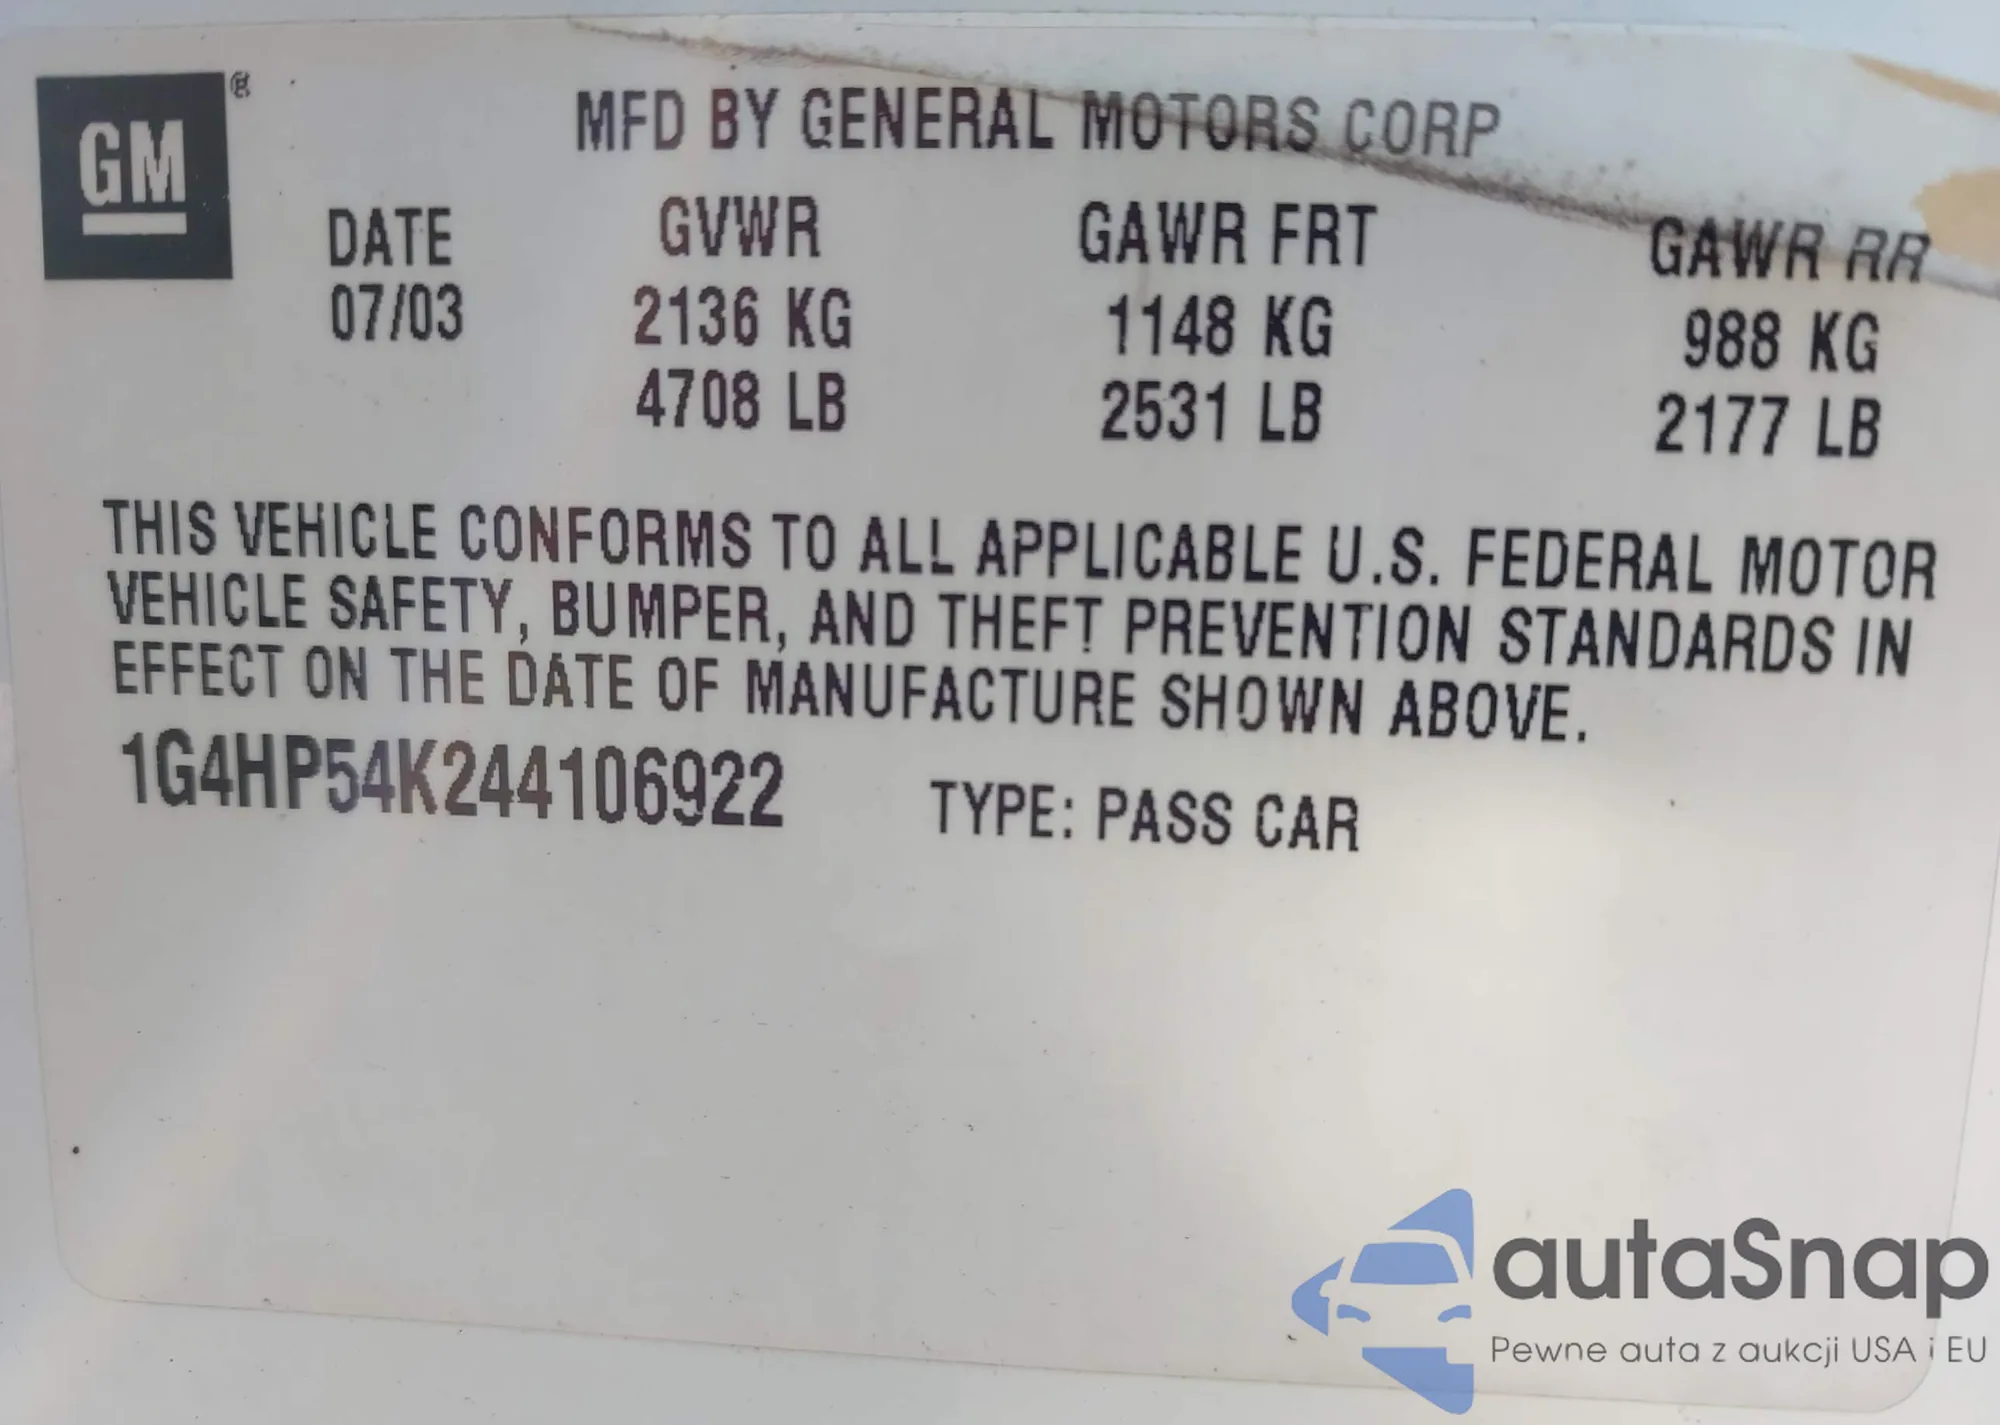 GM®
MFD BY GENERAL MOTORS CORP
DATE GVWR GAWR FRT GAWR RR
07/03 2136 KG 1148 KG 988 KG
4708 LB 2531 LB 2177 LB
THIS VEHICLE CONFORMS TO ALL APPLICABLE U.S. FEDERAL MOTOR
VEHICLE SAFETY, BUMPER, AND THEFT PREVENTION STANDARDS IN
EFFECT ON THE DATE OF MANUFACTURE SHOWN ABOVE.
1G4HP54K244106922 TYPE: PASS CAR
autaSnap
Pewne auta z aukcji USA i EU